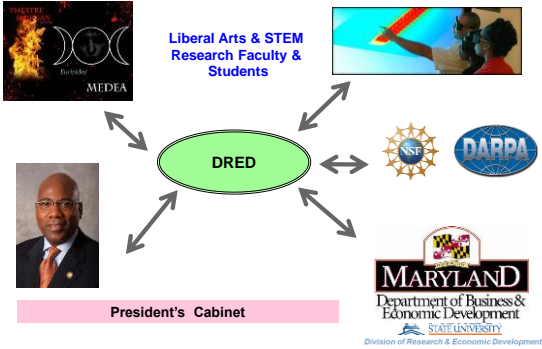 THEATRE
MORGAN
Euripides'
MEDEA
Liberal Arts & STEM
Research Faculty &
Students
DRED
NSF
DARPA
President's Cabinet
MARYLAND
Department of Business &
Economic Development
STATE UNIVERSITY
Division of Research & Economic Development